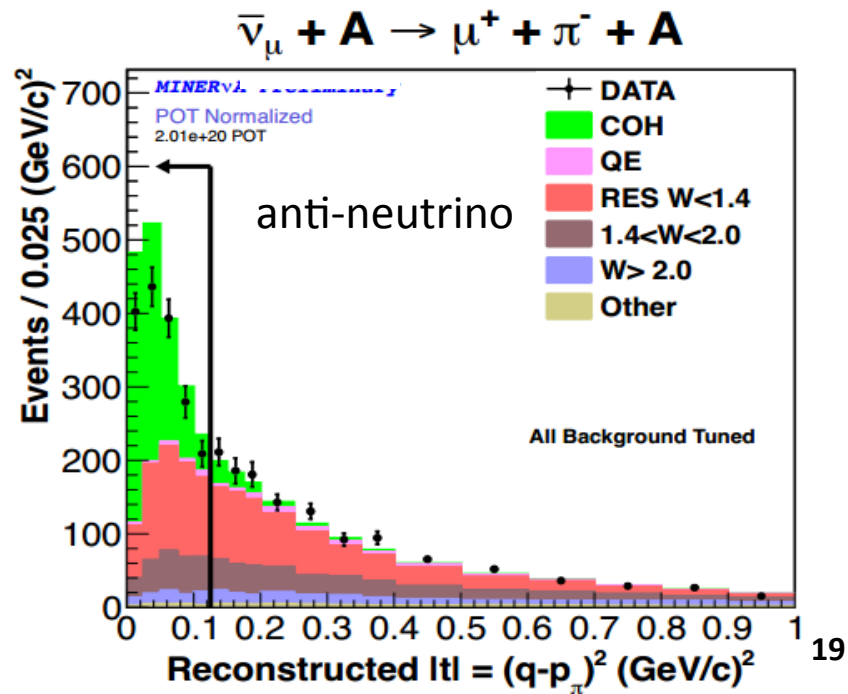 ν̅μ + A → μ⁺ + π⁻ + A
MINERνA Preliminary
POT Normalized
2.01e+20 POT
anti-neutrino
DATA
COH
QE
RES W<1.4
1.4<W<2.0
W> 2.0
Other
All Background Tuned
Events / 0.025 (GeV/c)²
700
600
500
400
300
200
100
0
0 0.1 0.2 0.3 0.4 0.5 0.6 0.7 0.8 0.9 1
Reconstructed |t| = (q-pπ)² (GeV/c)²
19